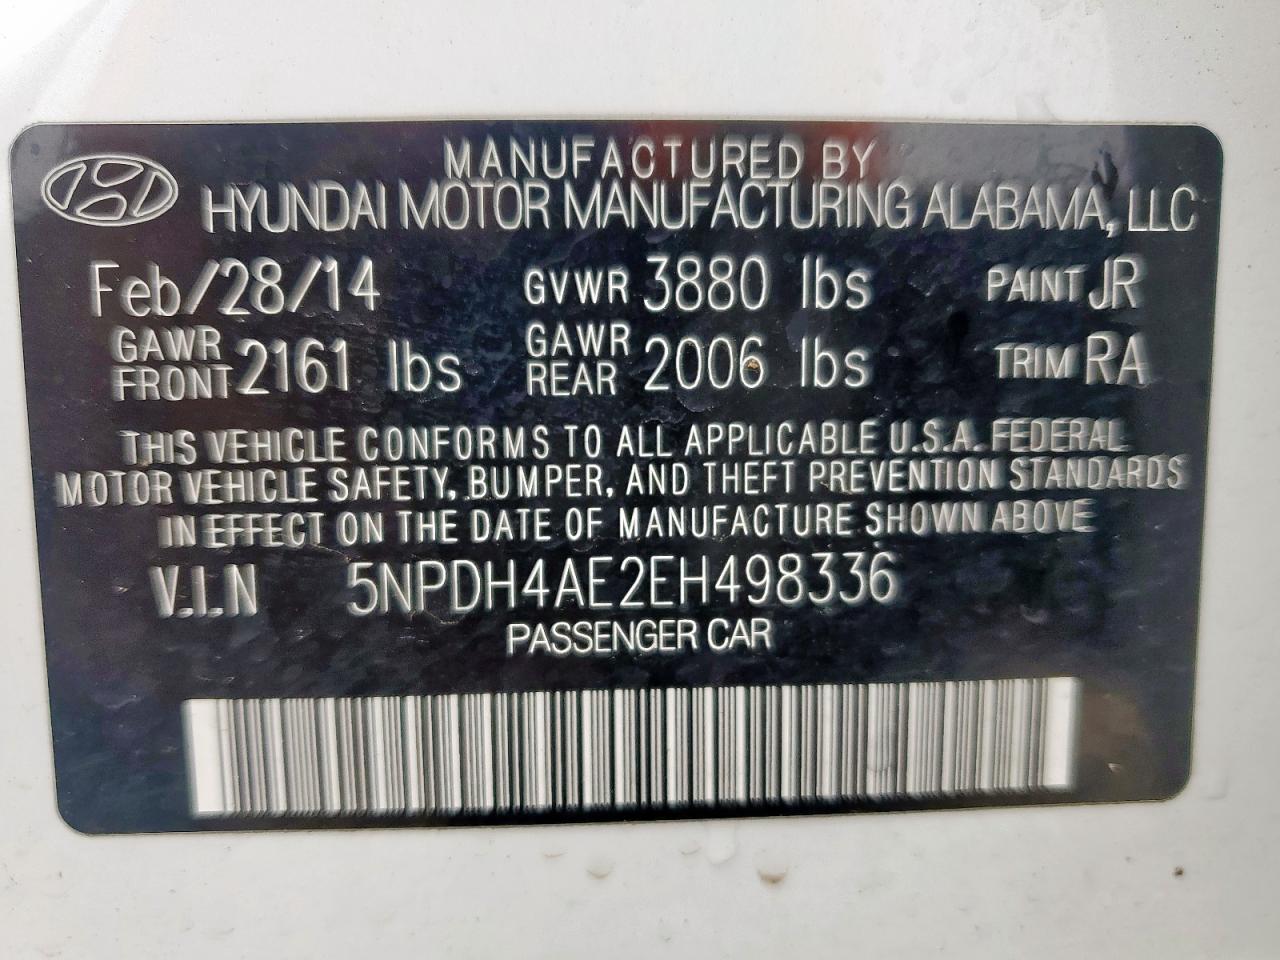 MANUFACTURED BY
HYUNDAI MOTOR MANUFACTURING ALABAMA, LLC
Feb/28/14 GVWR 3880 lbs PAINT JR
GAWR FRONT 2161 lbs GAWR REAR 2006 lbs TRIM RA
THIS VEHICLE CONFORMS TO ALL APPLICABLE U.S.A. FEDERAL
MOTOR VEHICLE SAFETY, BUMPER, AND THEFT PREVENTION STANDARDS
IN EFFECT ON THE DATE OF MANUFACTURE SHOWN ABOVE
V.I.N 5NPDH4AE2EH498336
PASSENGER CAR